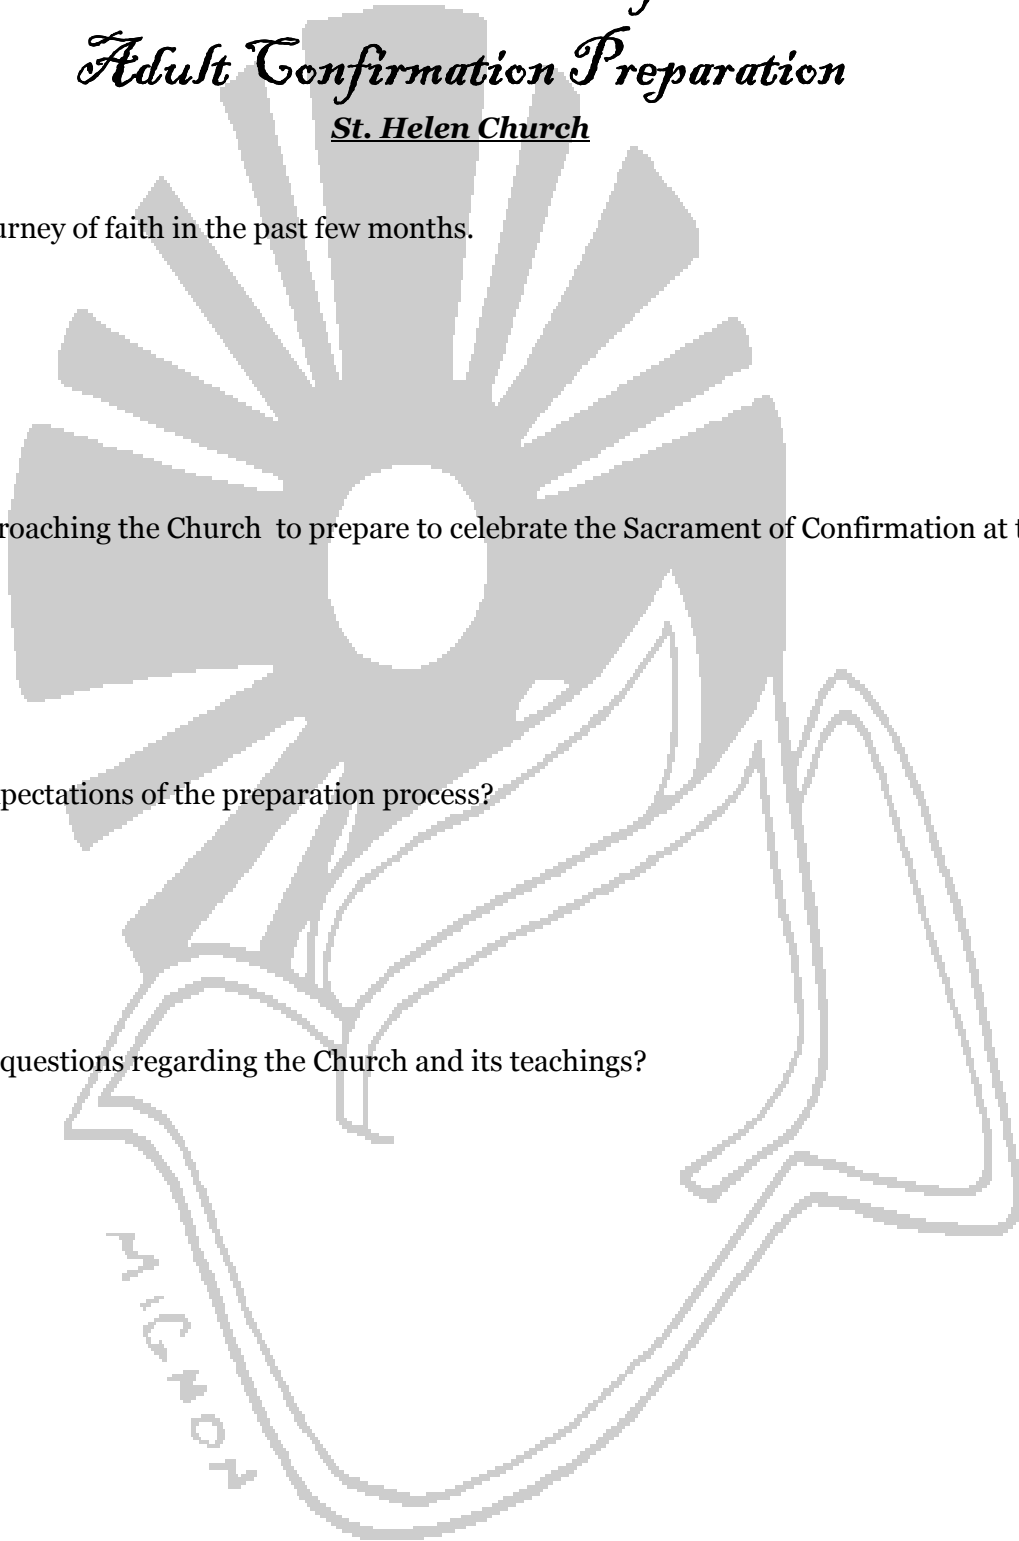 Adult Confirmation Preparation
St. Helen Church
urney of faith in the past few months.
roaching the Church  to prepare to celebrate the Sacrament of Confirmation at t
pectations of the preparation process?
questions regarding the Church and its teachings?
MIGNON